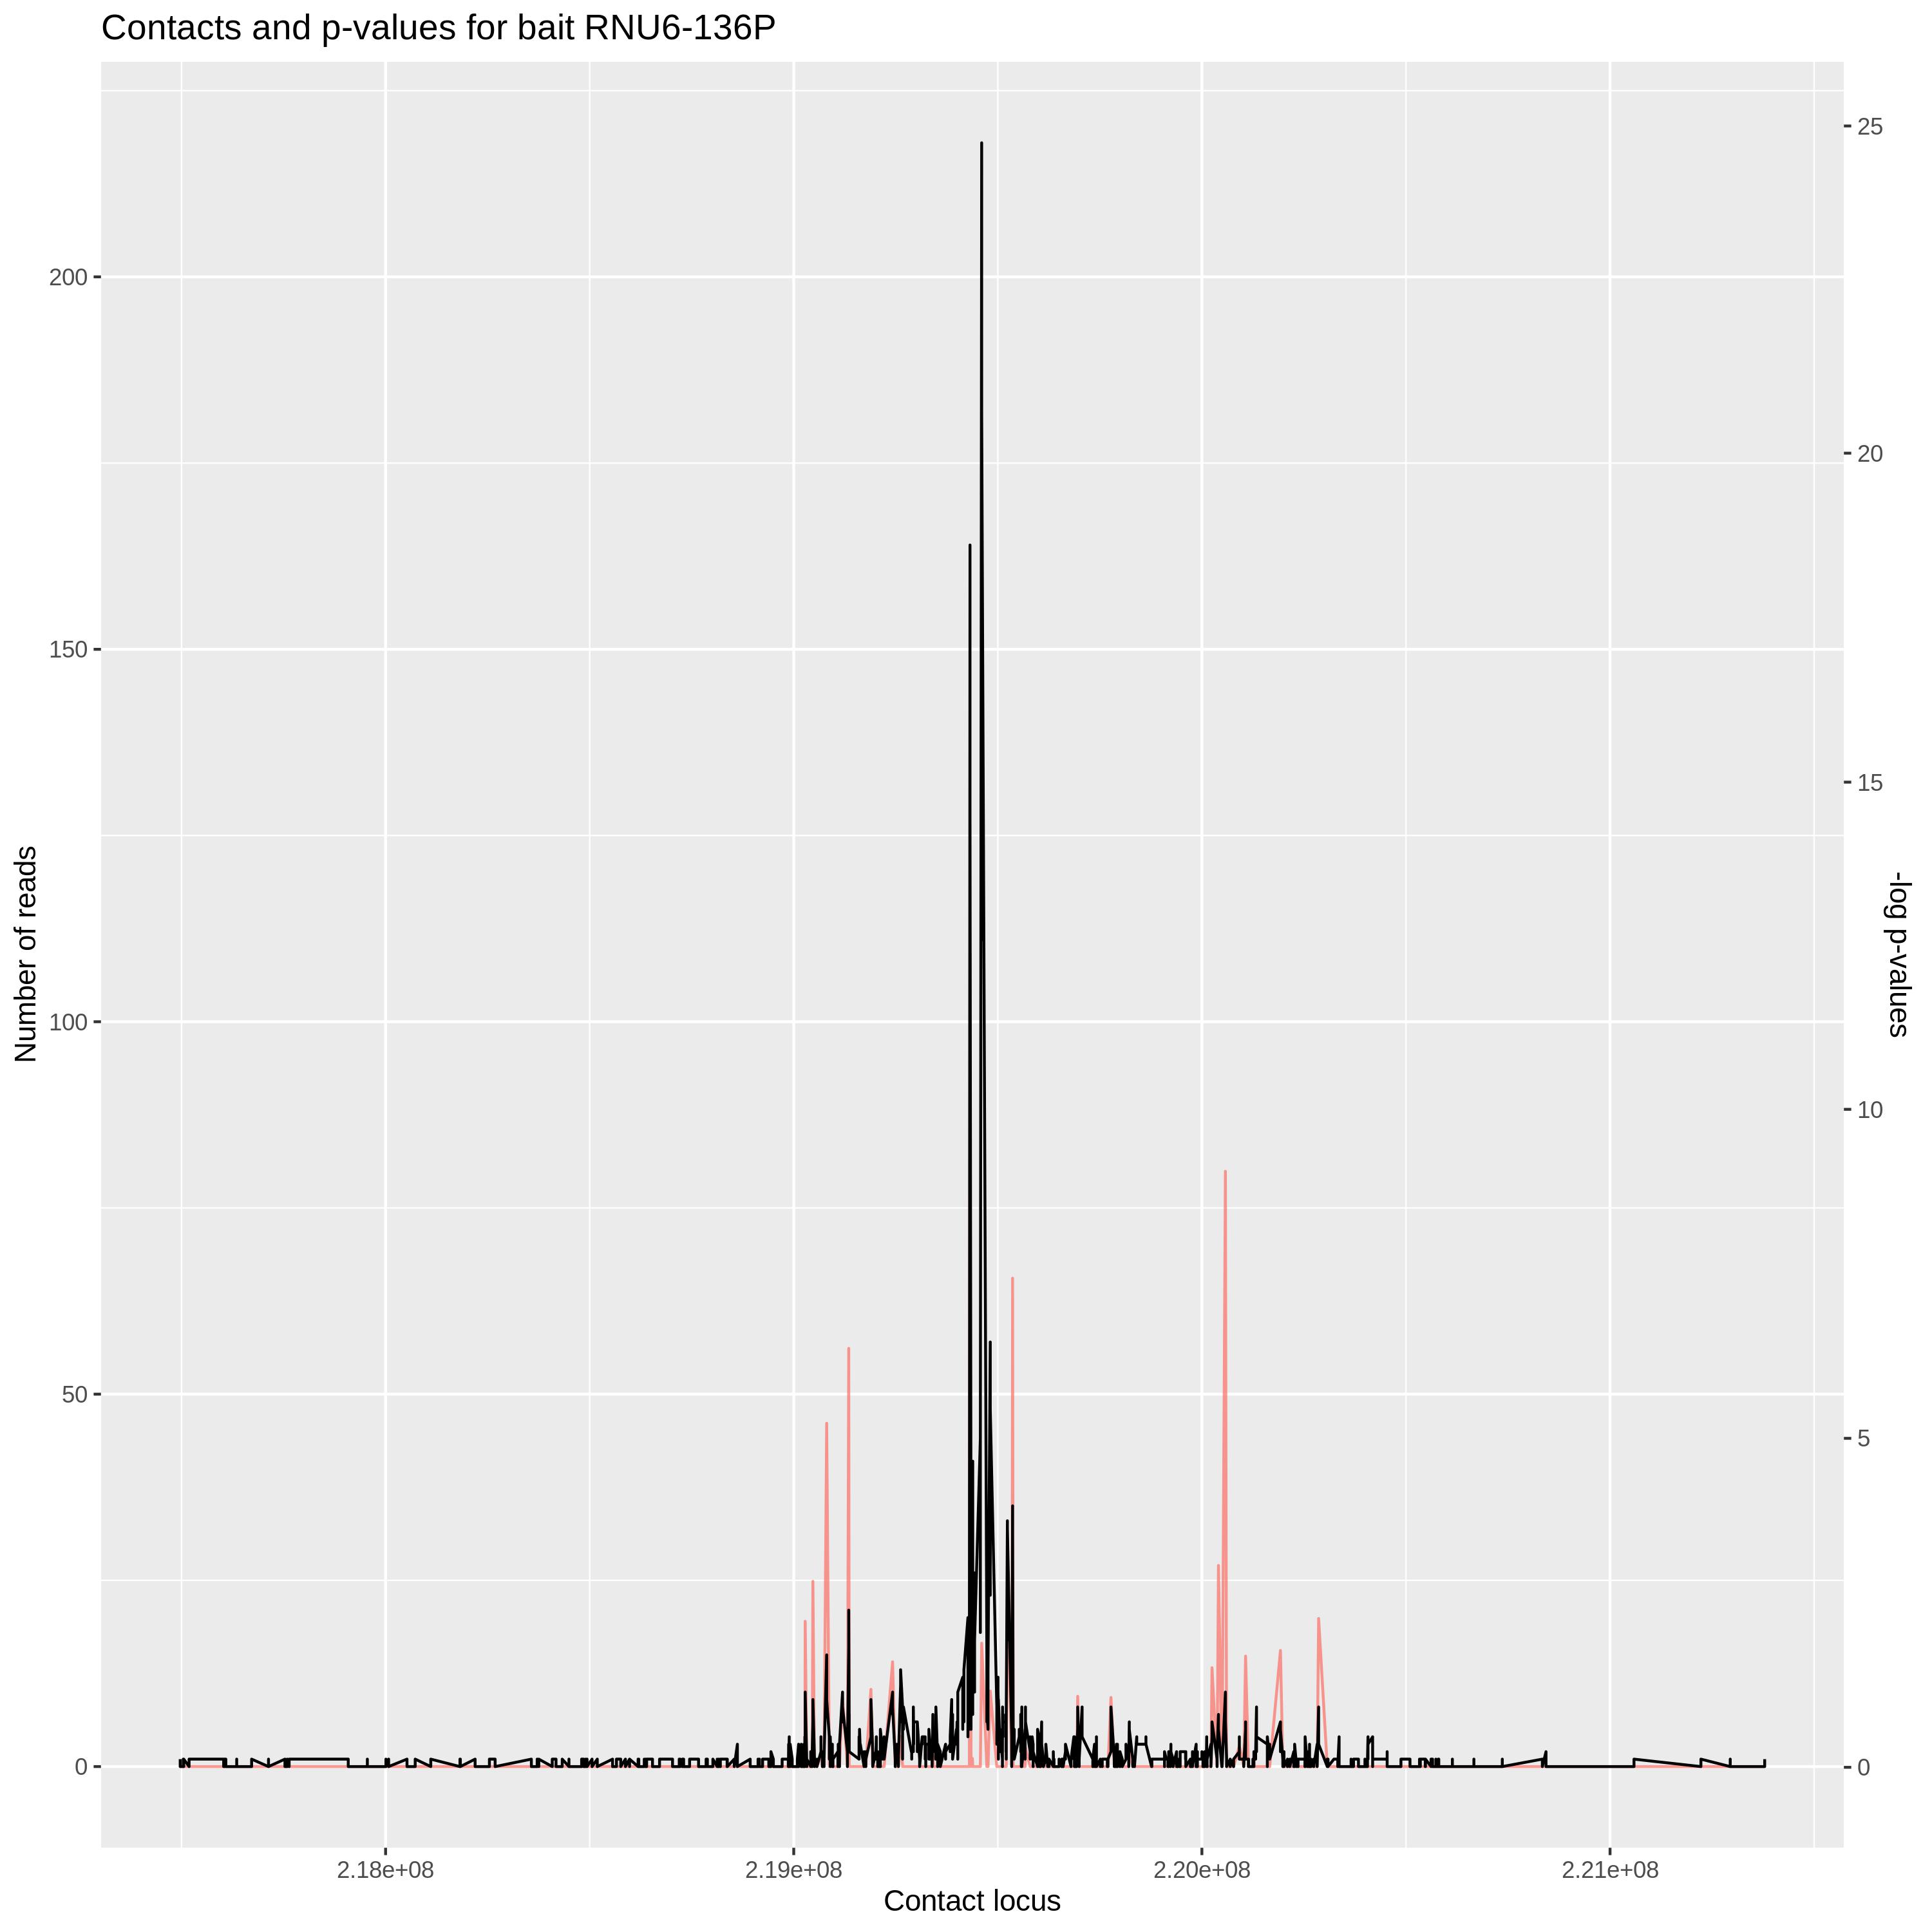 Contacts and p-values for bait RNU6-136P
Number of reads
200
150
100
50
0
25
20
15
10
5
0
-log p-values
2.18e+08
2.19e+08
2.20e+08
2.21e+08
Contact locus